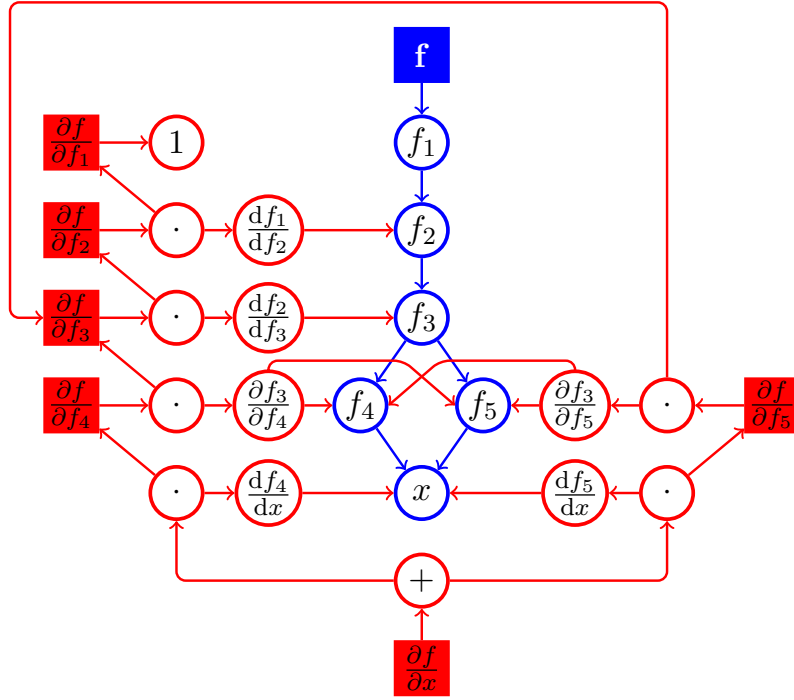 f
∂f/∂f₁ 1 f₁
∂f/∂f₂ · df₁/df₂ f₂
∂f/∂f₃ · df₂/df₃ f₃
∂f/∂f₄ · ∂f₃/∂f₄ f₄ f₅ ∂f₃/∂f₅ · ∂f/∂f₅
· df₄/dx x df₅/dx ·
+
∂f/∂x